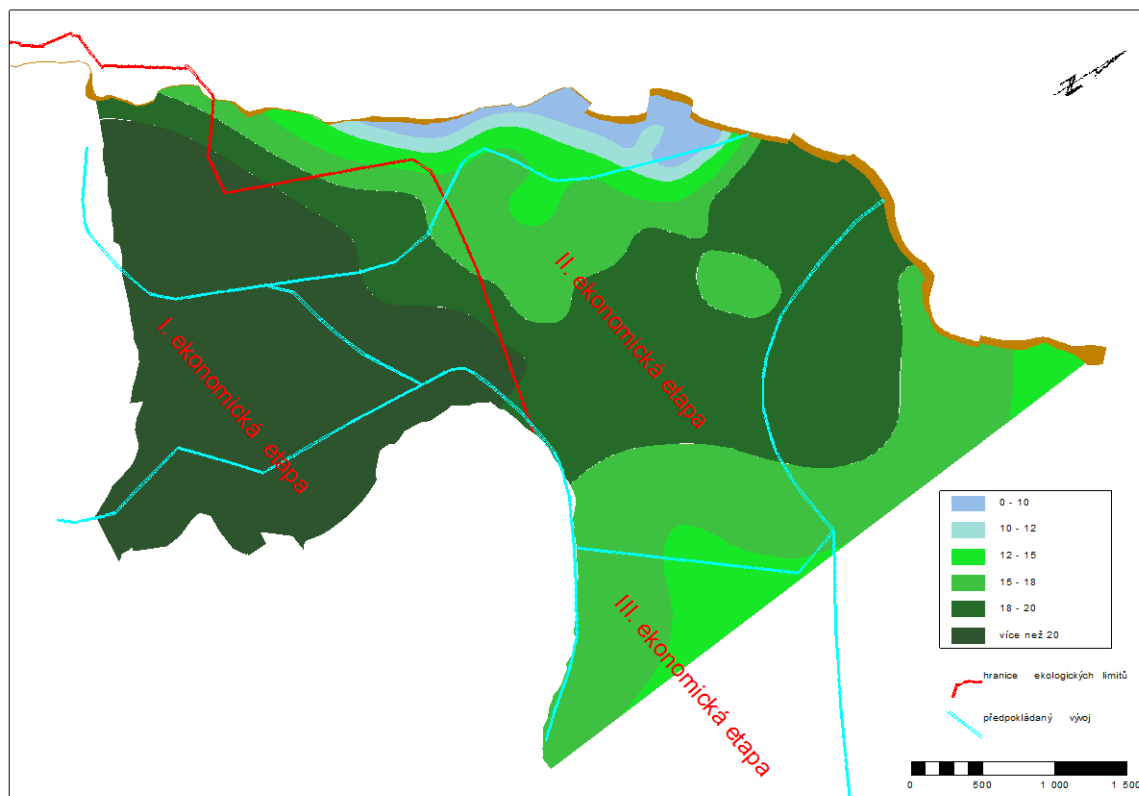 Z
I. ekonomická etapa
II. ekonomická etapa
III. ekonomická etapa
0 - 10
10 - 12
12 - 15
15 - 18
18 - 20
více než 20
hranice ekologických limitů
předpokládaný vývoj
0 500 1 000 1 500